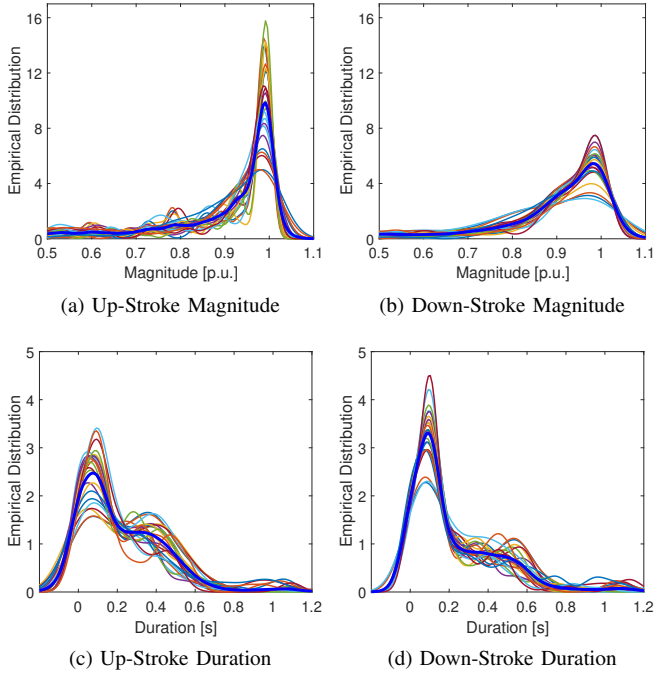 16
12
8
4
0
Empirical Distribution
0.5 0.6 0.7 0.8 0.9 1 1.1
Magnitude [p.u.]
(a) Up-Stroke Magnitude
16
12
8
4
0
Empirical Distribution
0.5 0.6 0.7 0.8 0.9 1 1.1
Magnitude [p.u.]
(b) Down-Stroke Magnitude
5
4
3
2
1
0
Empirical Distribution
0 0.2 0.4 0.6 0.8 1 1.2
Duration [s]
(c) Up-Stroke Duration
5
4
3
2
1
0
Empirical Distribution
0 0.2 0.4 0.6 0.8 1 1.2
Duration [s]
(d) Down-Stroke Duration